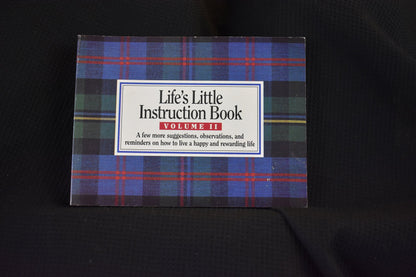 Life's Little
Instruction Book
VOLUME II
A few more suggestions, observations, and
reminders on how to live a happy and rewarding life